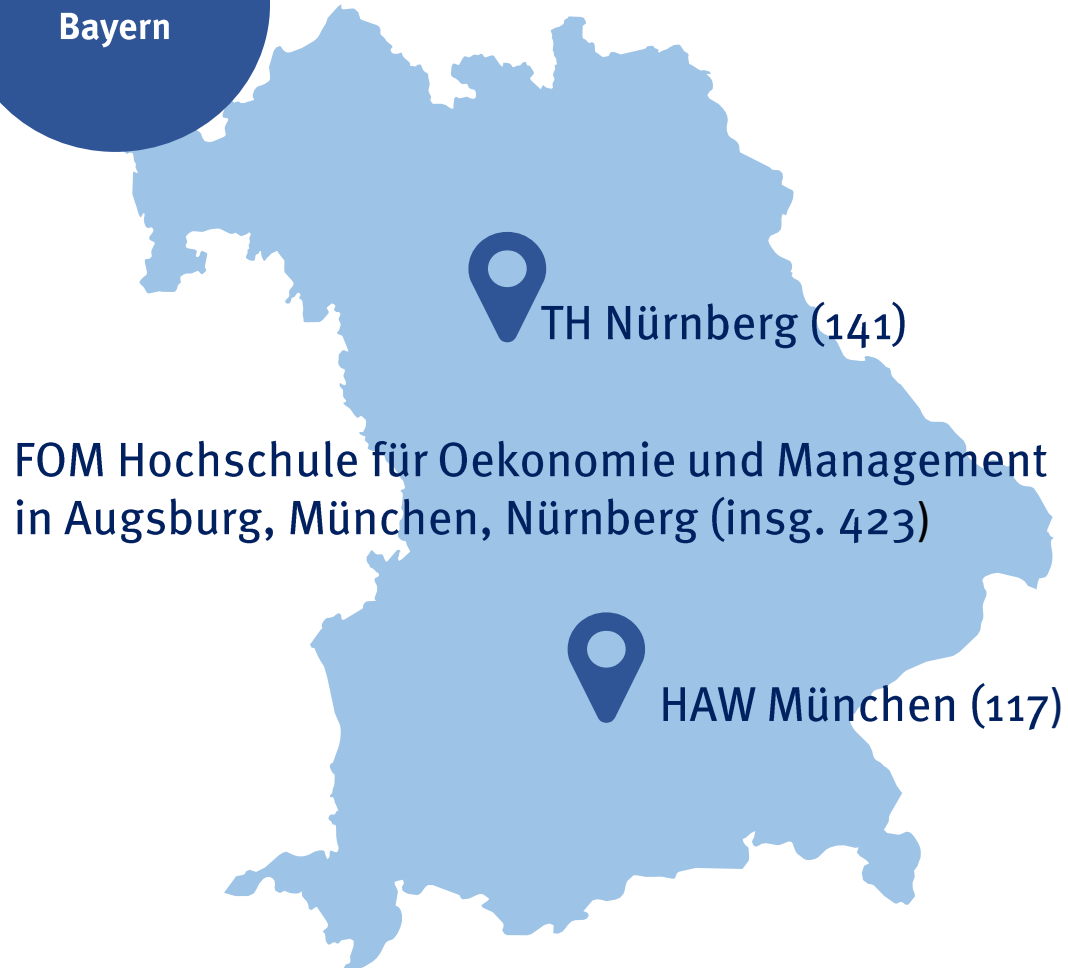 Bayern
TH Nürnberg (141)
FOM Hochschule für Oekonomie und Management
in Augsburg, München, Nürnberg (insg. 423)
HAW München (117)